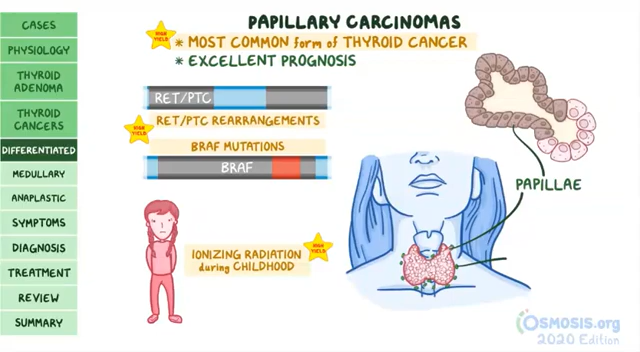 CASES
PHYSIOLOGY
THYROID
ADENOMA
THYROID
CANCERS
DIFFERENTIATED
MEDULLARY
ANAPLASTIC
SYMPTOMS
DIAGNOSIS
TREATMENT
REVIEW
SUMMARY
PAPILLARY CARCINOMAS
HIGH
YIELD
* MOST COMMON form of THYROID CANCER
* EXCELLENT PROGNOSIS
RET/PTC
HIGH
YIELD
RET/PTC REARRANGEMENTS
BRAF MUTATIONS
BRAF
IONIZING RADIATION
during CHILDHOOD
HIGH
YIELD
PAPILLAE
OSMOSIS.org
2020 Edition